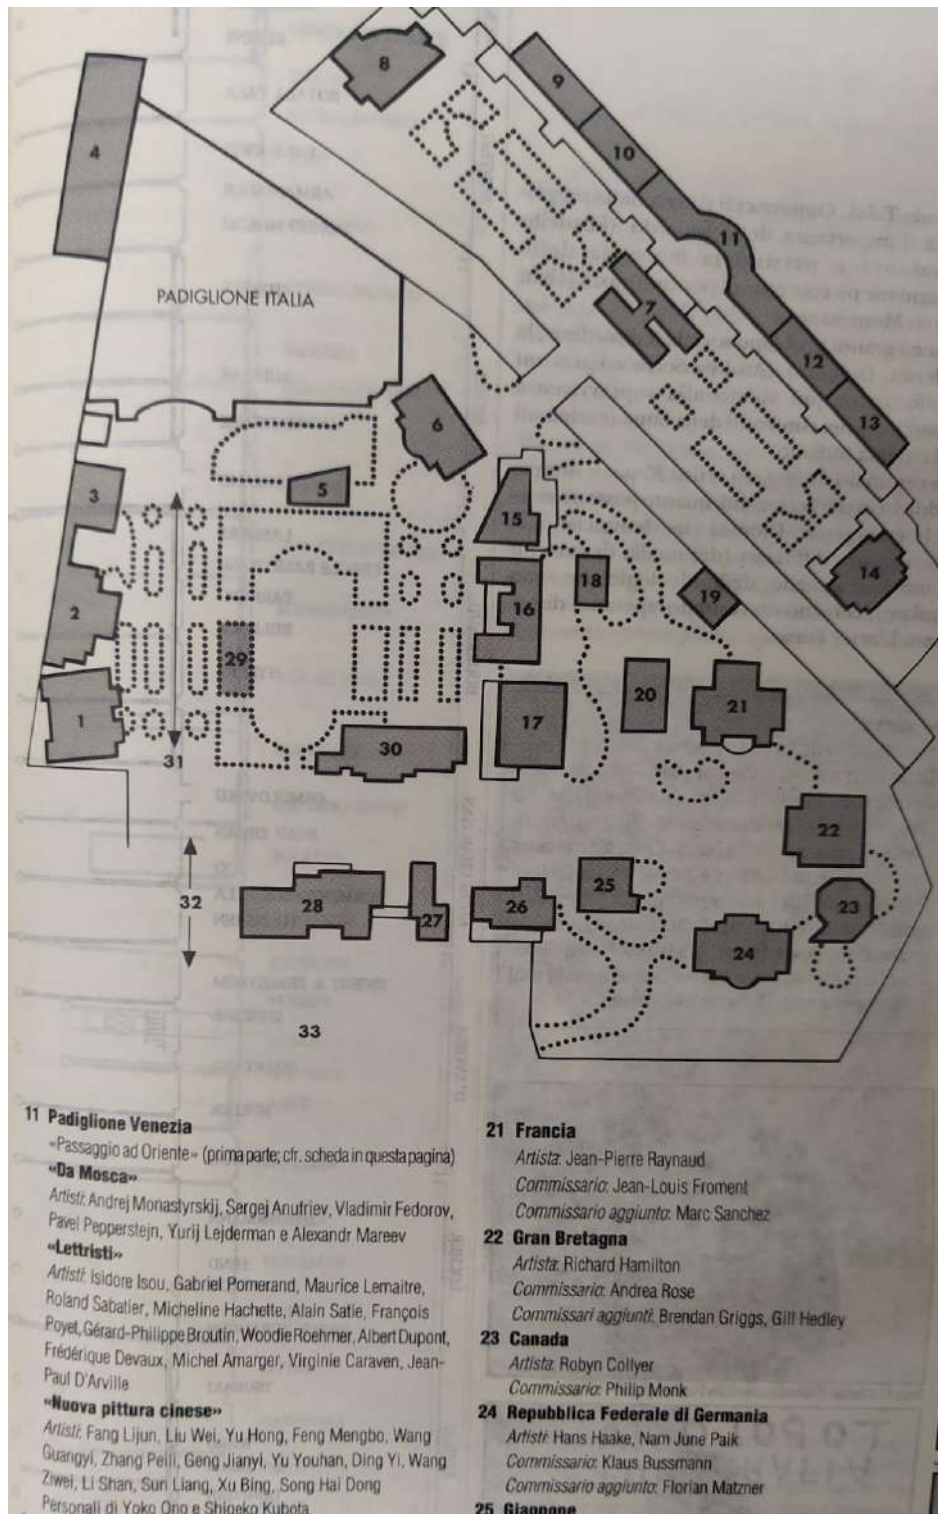 8
9
4
10
11
PADIGLIONE ITALIA
7
12
6
13
3
5
15
14
18
19
2
16
29
20
21
1
17
30
31
22
25
32
28
27
26
23
24
33
11 Padiglione Venezia
«Passaggio ad Oriente» (prima parte; cfr. scheda in questa pagina)
«Da Mosca»
Artisti: Andrej Monastyrskij, Sergej Anufriev, Vladimir Fedorov,
Pavel Pepperstejn, Yurij Lejderman e Alexandr Mareev
«Lettristi»
Artisti: Isidore Isou, Gabriel Pomerand, Maurice Lemaitre,
Roland Sabatier, Micheline Hachette, Alain Satie, François
Poyet, Gérard-Philippe Broutin, Woodie Roehmer, Albert Dupont,
Frédérique Devaux, Michel Amarger, Virginie Caraven, Jean-
Paul D'Arville
«Nuova pittura cinese»
Artisti: Fang Lijun, Liu Wei, Yu Hong, Feng Mengbo, Wang
Guangyi, Zhang Peili, Geng Jianyi, Yu Youhan, Ding Yi, Wang
Ziwei, Li Shan, Sun Liang, Xu Bing, Song Hai Dong
Personali di Yoko Ono e Shigeko Kubota
21 Francia
Artista: Jean-Pierre Raynaud
Commissario: Jean-Louis Froment
Commissario aggiunto: Marc Sanchez
22 Gran Bretagna
Artista: Richard Hamilton
Commissario: Andrea Rose
Commissari aggiunti: Brendan Griggs, Gill Hedley
23 Canada
Artista: Robyn Collyer
Commissario: Philip Monk
24 Repubblica Federale di Germania
Artisti: Hans Haake, Nam June Paik
Commissario: Klaus Bussmann
Commissario aggiunto: Florian Matzner
25 Giappone